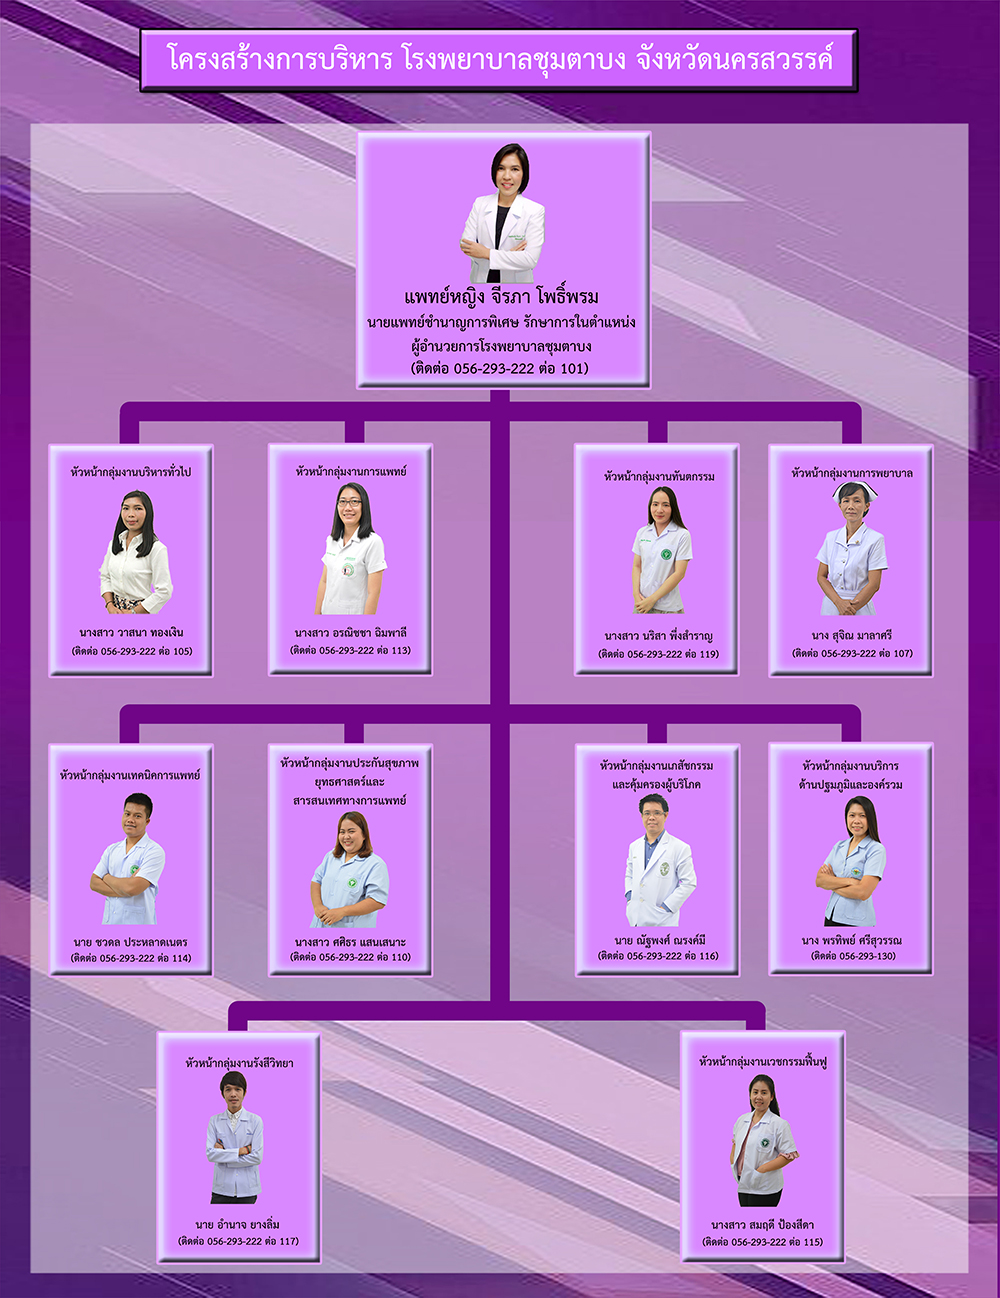 โครงสร้างการบริหาร โรงพยาบาลชุมตาบง จังหวัดนครสวรรค์
แพทย์หญิง จีรภา โพธิ์พรม
นายแพทย์ชำนาญการพิเศษ รักษาการในตำแหน่ง
ผู้อำนวยการโรงพยาบาลชุมตาบง
(ติดต่อ 056-293-222 ต่อ 101)
หัวหน้ากลุ่มงานบริหารทั่วไป
นางสาว วาสนา ทองเงิน
(ติดต่อ 056-293-222 ต่อ 105)
หัวหน้ากลุ่มงานการแพทย์
นางสาว อรณิชชา ฉิมพาลี
(ติดต่อ 056-293-222 ต่อ 113)
หัวหน้ากลุ่มงานทันตกรรม
นางสาว นริสา พึ่งสำราญ
(ติดต่อ 056-293-222 ต่อ 119)
หัวหน้ากลุ่มงานการพยาบาล
นาง สุจิณ มาลาศรี
(ติดต่อ 056-293-222 ต่อ 107)
หัวหน้ากลุ่มงานเทคนิคการแพทย์
นาย ชวดล ประหลาดเนตร
(ติดต่อ 056-293-222 ต่อ 114)
หัวหน้ากลุ่มงานประกันสุขภาพ
ยุทธศาสตร์และ
สารสนเทศทางการแพทย์
นางสาว ศศิธร แสนเสนาะ
(ติดต่อ 056-293-222 ต่อ 110)
หัวหน้ากลุ่มงานเภสัชกรรม
และคุ้มครองผู้บริโภค
นาย ณัฐพงศ์ ณรงค์มี
(ติดต่อ 056-293-222 ต่อ 116)
หัวหน้ากลุ่มงานบริการ
ด้านปฐมภูมิและองค์รวม
นาง พรทิพย์ ศรีสุวรรณ
(ติดต่อ 056-293-130)
หัวหน้ากลุ่มงานรังสีวิทยา
นาย อำนาจ ยางลิ่ม
(ติดต่อ 056-293-222 ต่อ 117)
หัวหน้ากลุ่มงานเวชกรรมฟื้นฟู
นางสาว สมฤดี ป้องสีดา
(ติดต่อ 056-293-222 ต่อ 115)